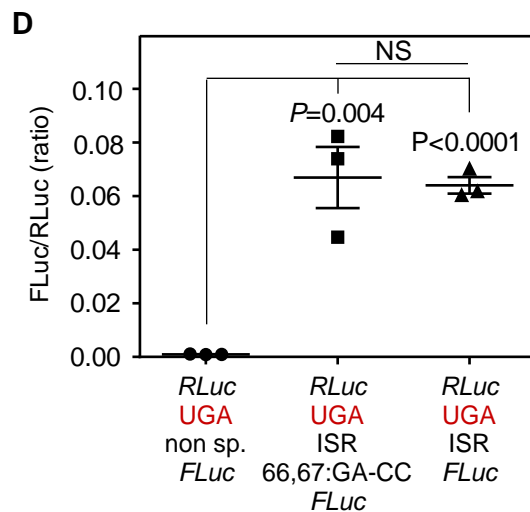 D
NS
P=0.004
P<0.0001
FLuc/RLuc (ratio)
0.10
0.08
0.06
0.04
0.02
0.00
RLuc
UGA
non sp.
FLuc
RLuc
UGA
ISR
66,67:GA-CC
FLuc
RLuc
UGA
ISR
FLuc